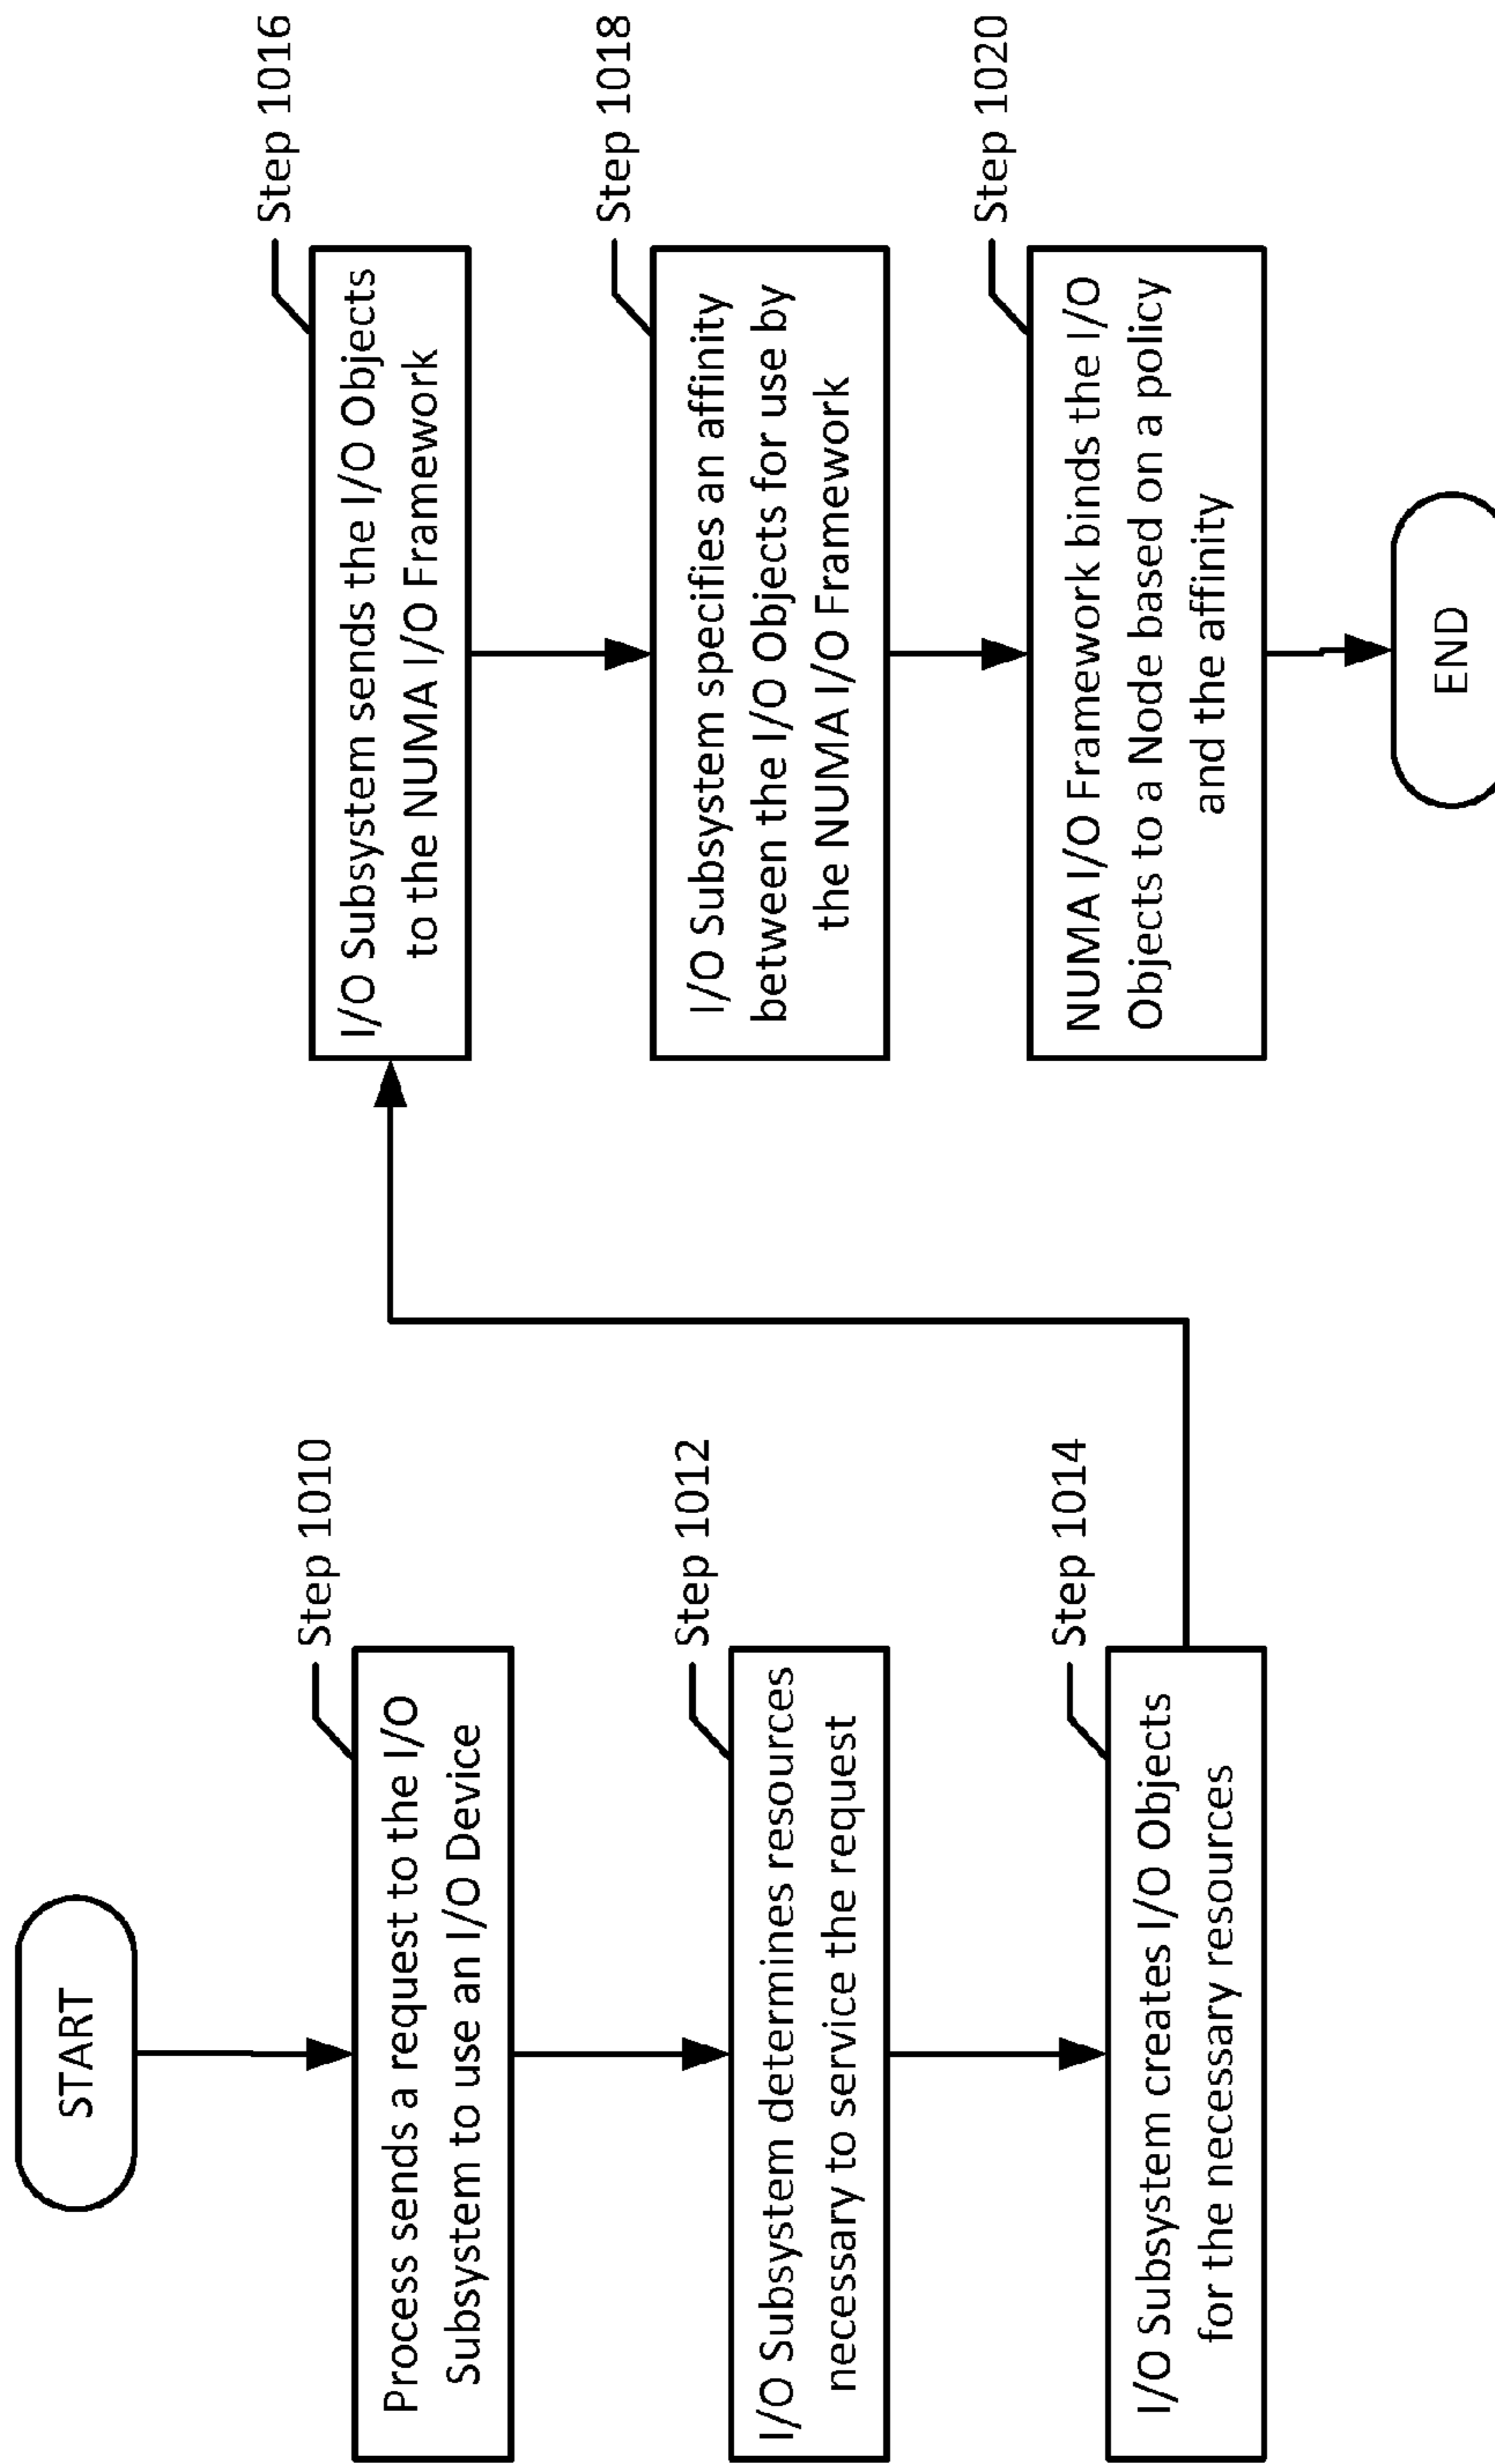 START
Step 1010
Process sends a request to the I/O
Subsystem to use an I/O Device
Step 1012
I/O Subsystem determines resources
necessary to service the request
Step 1014
I/O Subsystem creates I/O Objects
for the necessary resources
Step 1016
I/O Subsystem sends the I/O Objects
to the NUMA I/O Framework
Step 1018
I/O Subsystem specifies an affinity
between the I/O Objects for use by
the NUMA I/O Framework
Step 1020
NUMA I/O Framework binds the I/O
Objects to a Node based on a policy
and the affinity
END